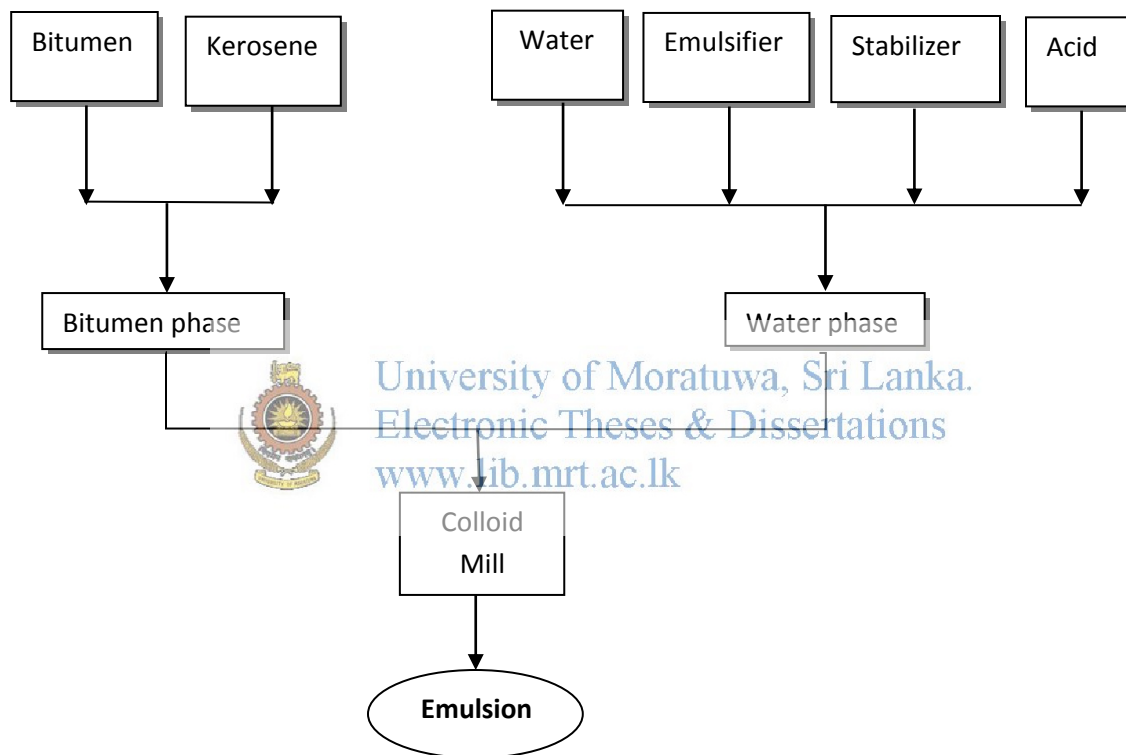 Bitumen
Kerosene
Water
Emulsifier
Stabilizer
Acid
Bitumen phase
Water phase
University of Moratuwa, Sri Lanka.
Electronic Theses & Dissertations
www.lib.mrt.ac.lk
Colloid
Mill
Emulsion